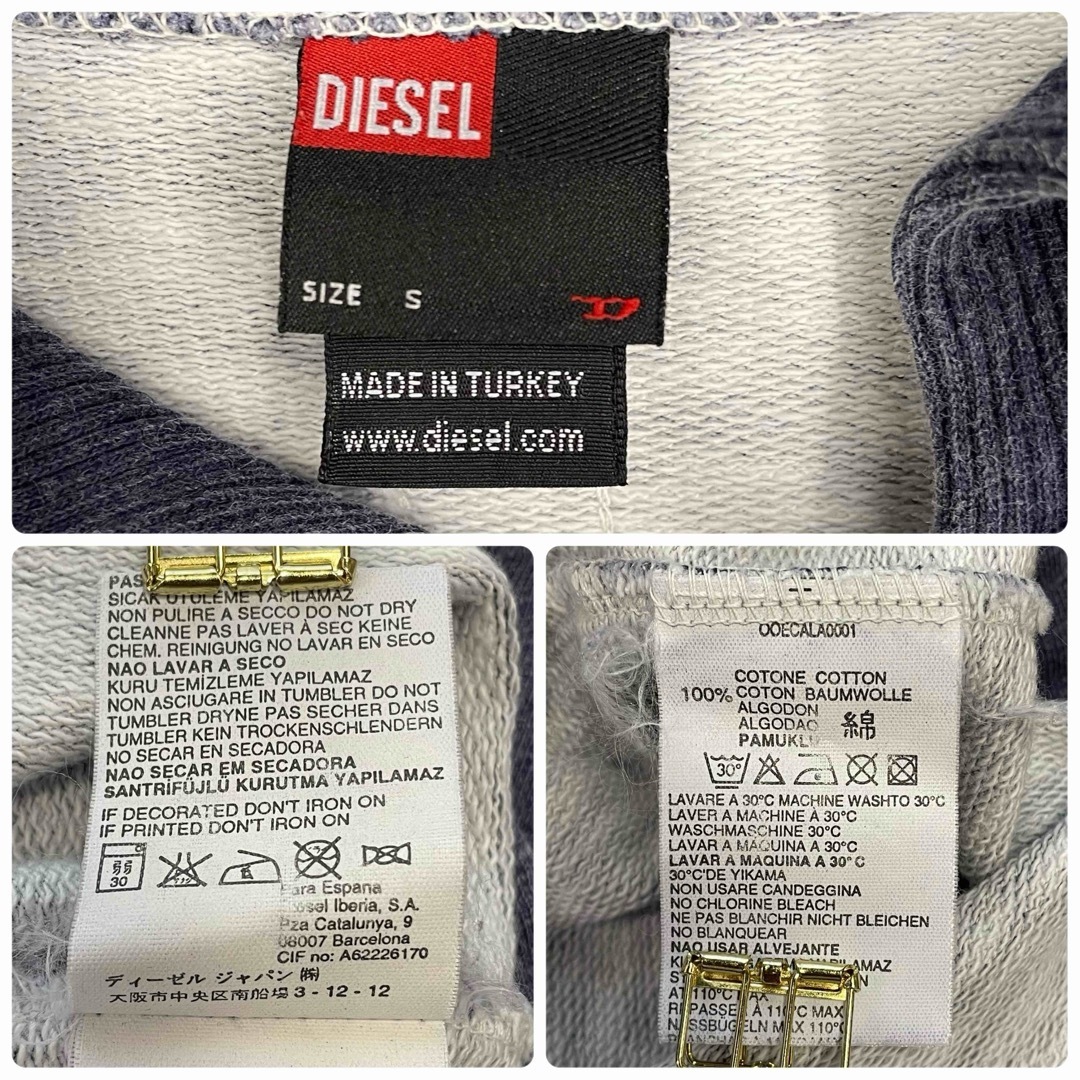 DIESEL
SIZE S
MADE IN TURKEY
www.diesel.com
SICAK ÜTÜLEME YAPILAMAZ
NON PULIRE A SECCO DO NOT DRY
CLEANNE PAS LAVER À SEC KEINE
CHEM. REINIGUNG NO LAVAR EN SECO
NAO LAVAR A SECO
KURU TEMİZLEME YAPILAMAZ
NON ASCIUGARE IN TUMBLER DO NOT
TUMBLER DRYNE PAS SECHER DANS
TUMBLER KEIN TROCKENSCHLENDERN
NO SECAR EN SECADORA
NAO SECAR EM SECADORA
SANTRİFÜJLÜ KURUTMA YAPILAMAZ
IF DECORATED DON'T IRON ON
IF PRINTED DON'T IRON ON
30
Espana
Iberia, S.A.
Pza Catalunya, 9
08007 Barcelona
CIF no: A62226170
ディーゼル ジャパン ㈱
大阪市中央区南船場3-12-12
OOECALA0001
COTONE COTTON
100% COTON BAUMWOLLE
ALGODON
ALGODAO 綿
PAMUKLU
30°
LAVARE A 30°C MACHINE WASHTO 30°C
LAVER A MACHINE À 30°C
WASCHMASCHINE 30°C
LAVAR A MAQUINA A 30°C
LAVAR A MAQUINA A 30°C
30°C'DE YIKAMA
NON USARE CANDEGGINA
NO CHLORINE BLEACH
NE PAS BLANCHIR NICHT BLEICHEN
NO BLANQUEAR
NAO USAR ALVEJANTE
AT 110°C MAX
REPASSER À 110°C MAX
NASSBÜGELN MAX 110°C